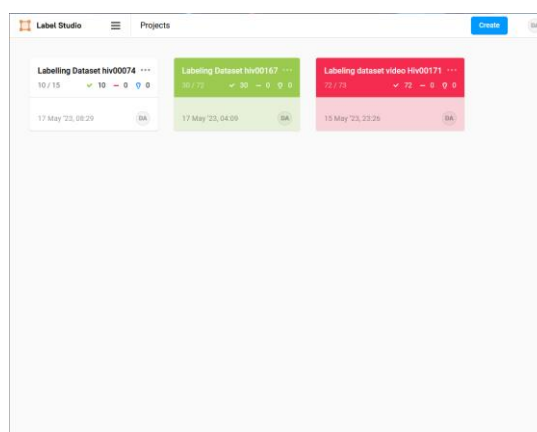 Label Studio
Projects
Create
Labelling Dataset hiv00074 ···
10 / 15 10 0 0
17 May '23, 08:29 DA
Labeling Dataset hiv00167 ···
30 / 72 30 0 0
17 May '23, 04:09 DA
Labeling dataset video Hiv00171 ···
72 / 73 72 0 0
15 May '23, 23:26 DA